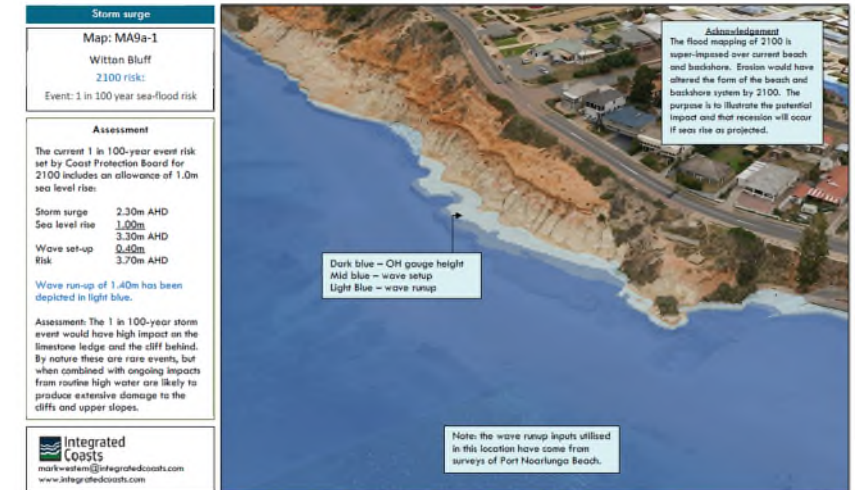 Storm surge
Map: MA9a-1
Witton Bluff
2100 risk:
Event: 1 in 100 year sea-flood risk
Assessment
The current 1 in 100-year event risk
set by Coast Protection Board for
2100 includes an allowance of 1.0m
sea level rise:
Storm surge 2.30m AHD
Sea level rise 1.00m
3.30m AHD
Wave set-up 0.40m
Risk 3.70m AHD
Wave run-up of 1.40m has been
depicted in light blue.
Assessment: The 1 in 100-year storm
event would have high impact on the
limestone ledge and the cliff behind.
By nature these are rare events, but
when combined with ongoing impacts
from routine high water are likely to
produce extensive damage to the
cliffs and upper slopes.
Integrated
Coasts
markwestern@integratedcoasts.com
www.integratedcoasts.com
Acknowledgement
The flood mapping of 2100 is
super-imposed over current beach
and backshore. Erosion would have
altered the form of the beach and
backshore system by 2100. The
purpose is to illustrate the potential
impact and that recession will occur
if seas rise as projected.
Dark blue – OH gauge height
Mid blue – wave setup
Light Blue – wave runup
Note: the wave runup inputs utilised
in this location have come from
surveys of Port Noarlunga Beach.